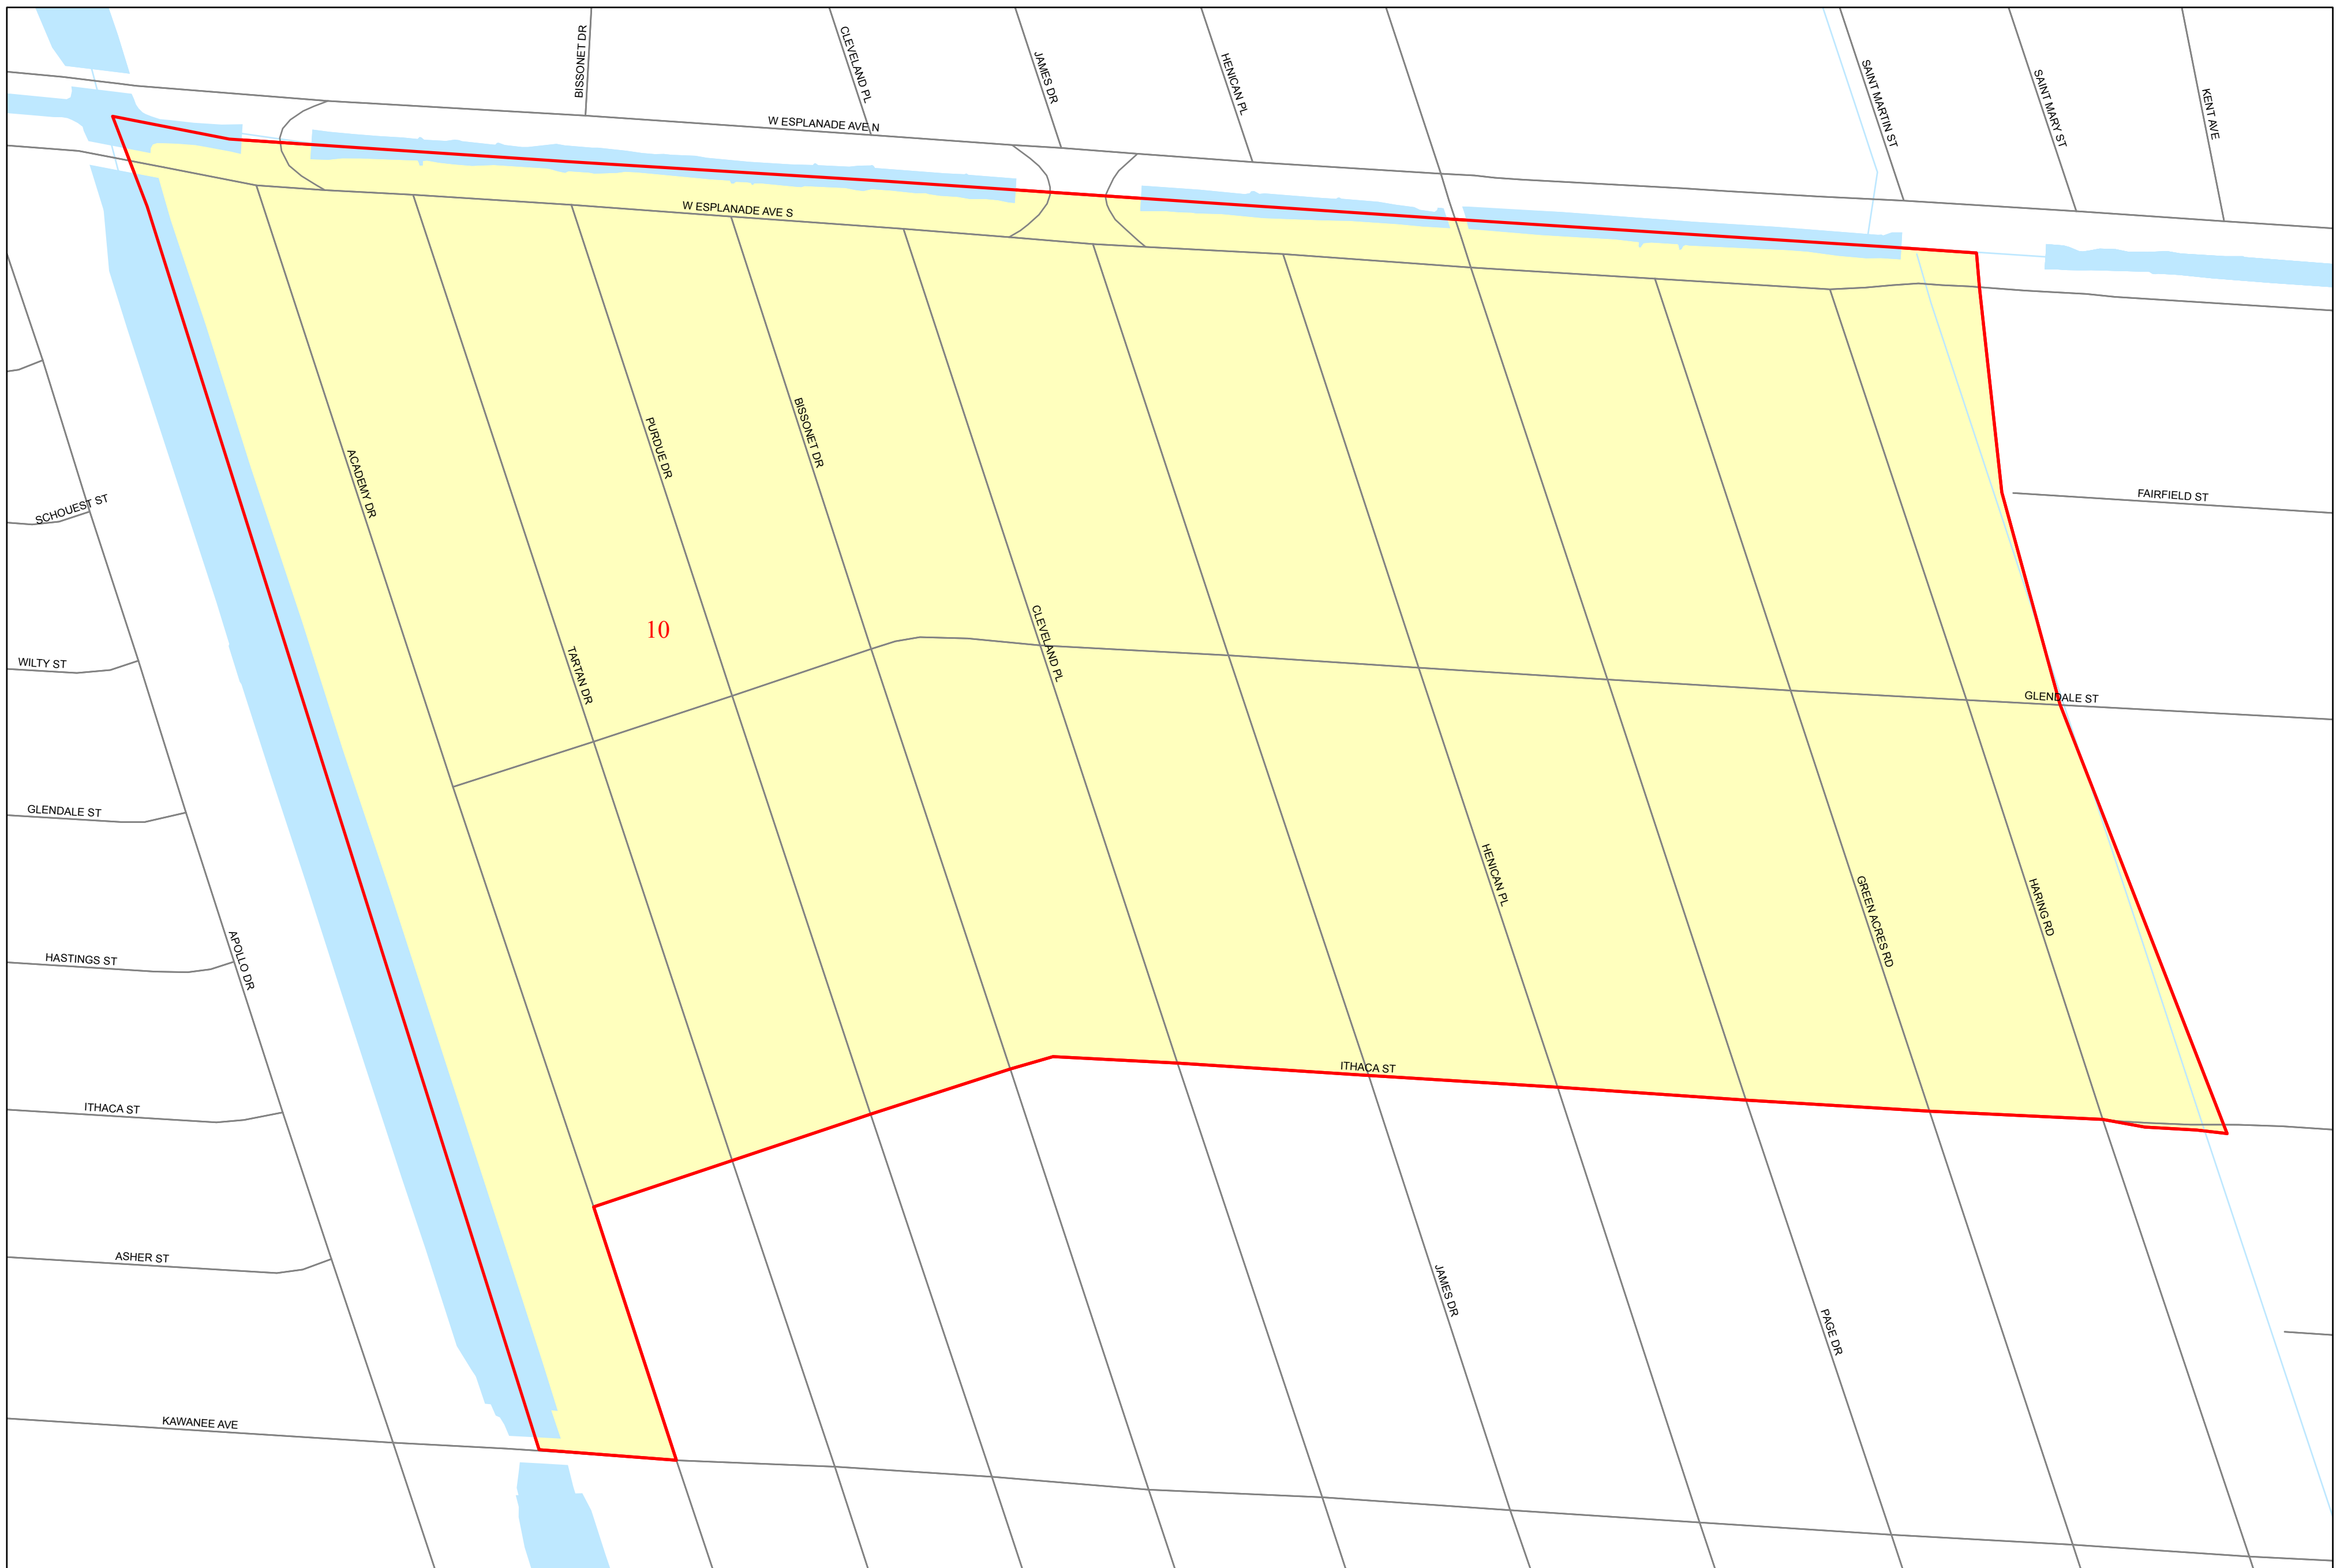 BISSONET DR
CLEVELAND PL
JAMES DR
HENICAN PL
SAINT MARTIN ST
SAINT MARY ST
KENT AVE
W ESPLANADE AVE N
W ESPLANADE AVE S
ACADEMY DR
PURDUE DR
BISSONET DR
SCHOUEST ST
FAIRFIELD ST
10
WILTY ST
TARTAN DR
CLEVELAND PL
GLENDALE ST
GLENDALE ST
HENICAN PL
GREEN ACRES RD
HARING RD
HASTINGS ST
APOLLO DR
ITHACA ST
ITHACA ST
ASHER ST
JAMES DR
PAGE DR
KAWANEE AVE